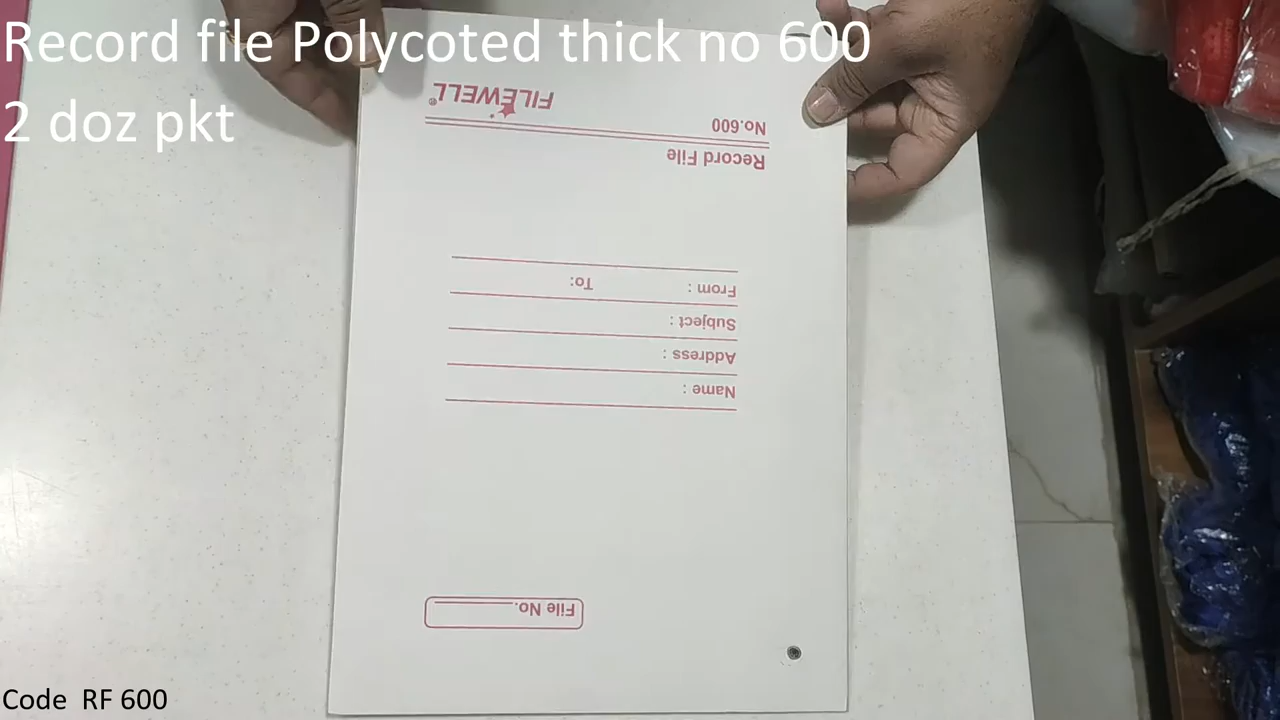 Record file Polycoted thick no 600
2 doz pkt
File No.
Name :
Address :
Subject :
From : To:
Record File
No.600 FILEWELL®
Code RF 600